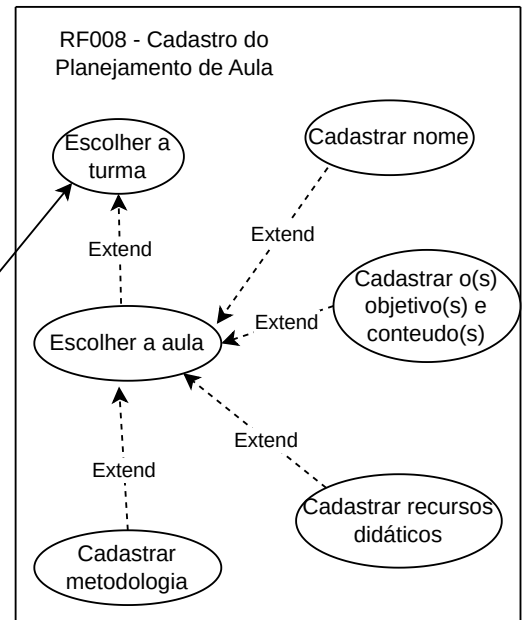 RF008 - Cadastro do
Planejamento de Aula
Escolher a
turma
Cadastrar nome
Extend
Extend
Cadastrar o(s)
objetivo(s) e
conteudo(s)
Extend
Escolher a aula
Extend
Extend
Cadastrar recursos
didáticos
Cadastrar
metodologia